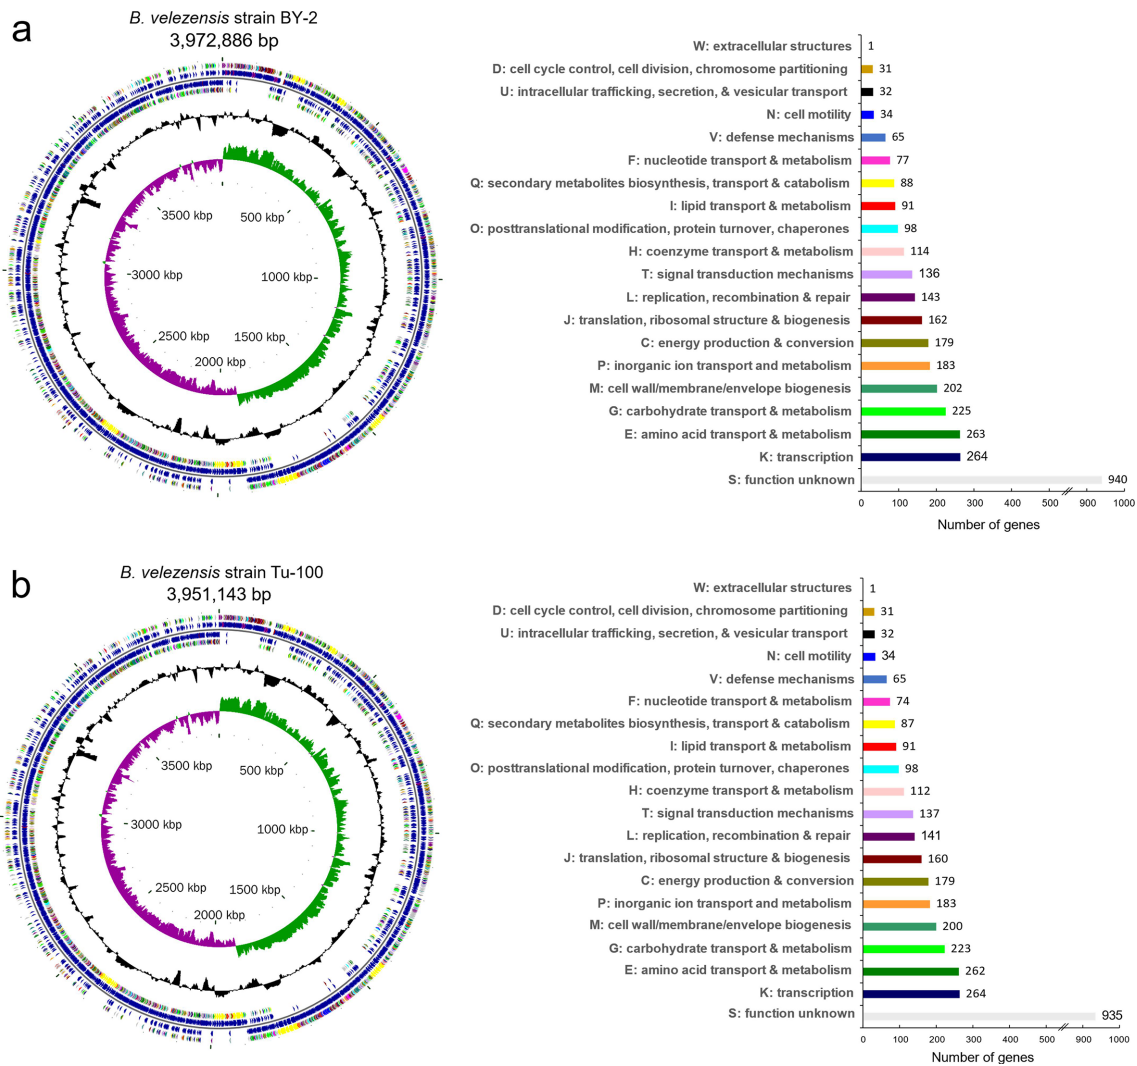 a
B. velezensis strain BY-2
3,972,886 bp
500 kbp
1000 kbp
1500 kbp
2000 kbp
2500 kbp
3000 kbp
3500 kbp
W: extracellular structures 1
D: cell cycle control, cell division, chromosome partitioning 31
U: intracellular trafficking, secretion, & vesicular transport 32
N: cell motility 34
V: defense mechanisms 65
F: nucleotide transport & metabolism 77
Q: secondary metabolites biosynthesis, transport & catabolism 88
I: lipid transport & metabolism 91
O: posttranslational modification, protein turnover, chaperones 98
H: coenzyme transport & metabolism 114
T: signal transduction mechanisms 136
L: replication, recombination & repair 143
J: translation, ribosomal structure & biogenesis 162
C: energy production & conversion 179
P: inorganic ion transport and metabolism 183
M: cell wall/membrane/envelope biogenesis 202
G: carbohydrate transport & metabolism 225
E: amino acid transport & metabolism 263
K: transcription 264
S: function unknown 940
0 100 200 300 400 500 // 900 1000
Number of genes
b
B. velezensis strain Tu-100
3,951,143 bp
500 kbp
1000 kbp
1500 kbp
2000 kbp
2500 kbp
3000 kbp
3500 kbp
W: extracellular structures 1
D: cell cycle control, cell division, chromosome partitioning 31
U: intracellular trafficking, secretion, & vesicular transport 32
N: cell motility 34
V: defense mechanisms 65
F: nucleotide transport & metabolism 74
Q: secondary metabolites biosynthesis, transport & catabolism 87
I: lipid transport & metabolism 91
O: posttranslational modification, protein turnover, chaperones 98
H: coenzyme transport & metabolism 112
T: signal transduction mechanisms 137
L: replication, recombination & repair 141
J: translation, ribosomal structure & biogenesis 160
C: energy production & conversion 179
P: inorganic ion transport and metabolism 183
M: cell wall/membrane/envelope biogenesis 200
G: carbohydrate transport & metabolism 223
E: amino acid transport & metabolism 262
K: transcription 264
S: function unknown 935
0 100 200 300 400 500 // 900 1000
Number of genes